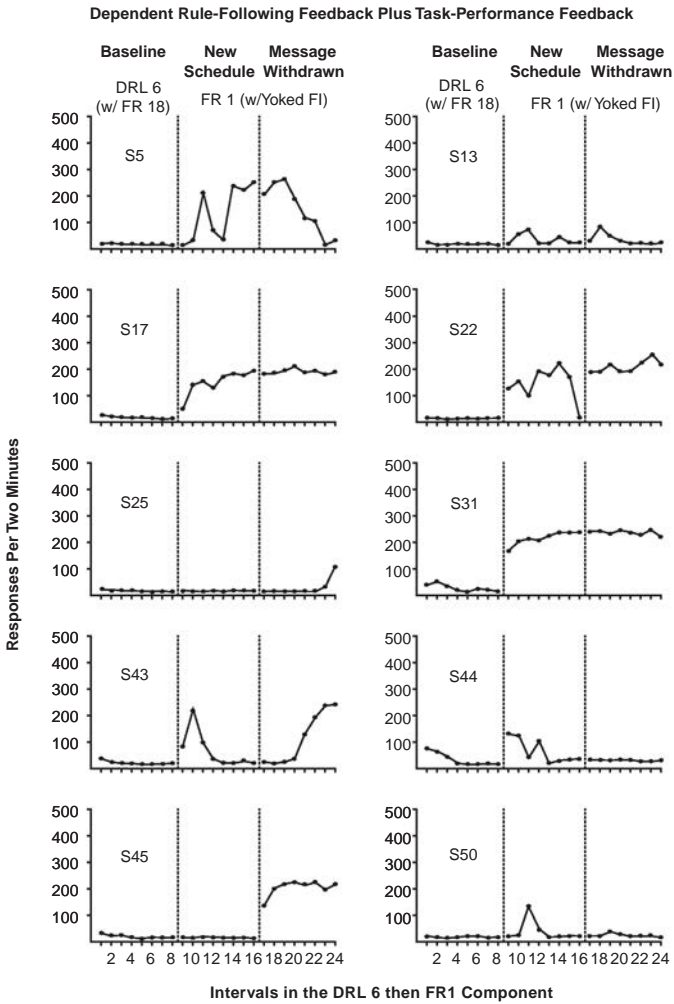 Dependent Rule-Following Feedback Plus Task-Performance Feedback
Baseline New Schedule Message Withdrawn Baseline New Schedule Message Withdrawn
DRL 6 (w/ FR 18) FR 1 (w/Yoked FI) DRL 6 (w/ FR 18) FR 1 (w/Yoked FI)
500 500
400 S5 400 S13
300 300
200 200
100 100
500 500
400 S17 400 S22
300 300
200 200
100 100
Responses Per Two Minutes
500 500
400 S25 400 S31
300 300
200 200
100 100
500 500
400 S43 400 S44
300 300
200 200
100 100
500 500
400 S45 400 S50
300 300
200 200
100 100
2 4 6 8 10 12 14 16 18 20 22 24 2 4 6 8 10 12 14 16 18 20 22 24
Intervals in the DRL 6 then FR1 Component